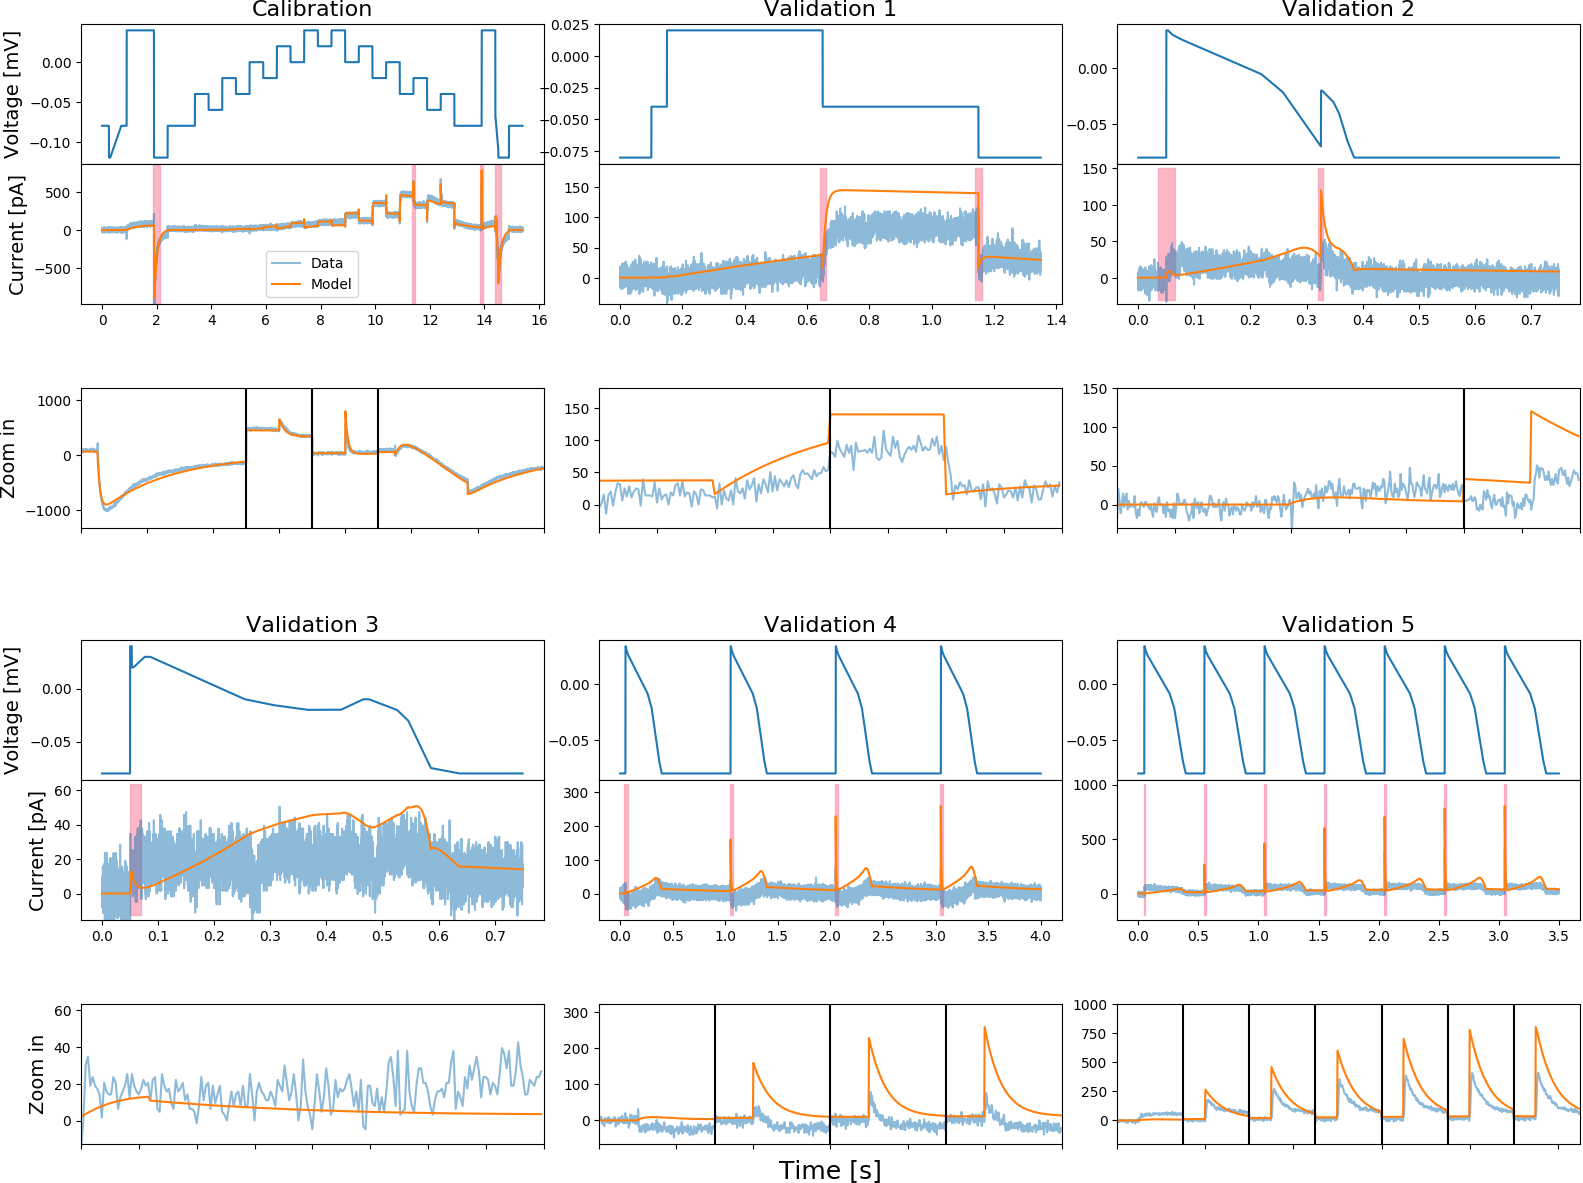 Calibration
Validation 1
Validation 2
Voltage [mV]
0.00
−0.05
−0.10
0.025
0.000
−0.025
−0.050
−0.075
0.00
−0.05
Current [pA]
500
0
−500
Data
Model
0 2 4 6 8 10 12 14 16
150
100
50
0
0.0 0.2 0.4 0.6 0.8 1.0 1.2 1.4
150
100
50
0
0.0 0.1 0.2 0.3 0.4 0.5 0.6 0.7
Zoom in
1000
0
−1000
150
100
50
0
150
100
50
0
Validation 3
Validation 4
Validation 5
Voltage [mV]
0.00
−0.05
0.00
−0.05
0.00
−0.05
Current [pA]
60
40
20
0
0.0 0.1 0.2 0.3 0.4 0.5 0.6 0.7
300
200
100
0
0.0 0.5 1.0 1.5 2.0 2.5 3.0 3.5 4.0
1000
500
0
0.0 0.5 1.0 1.5 2.0 2.5 3.0 3.5
Zoom in
60
40
20
0
300
200
100
0
1000
750
500
250
0
Time [s]